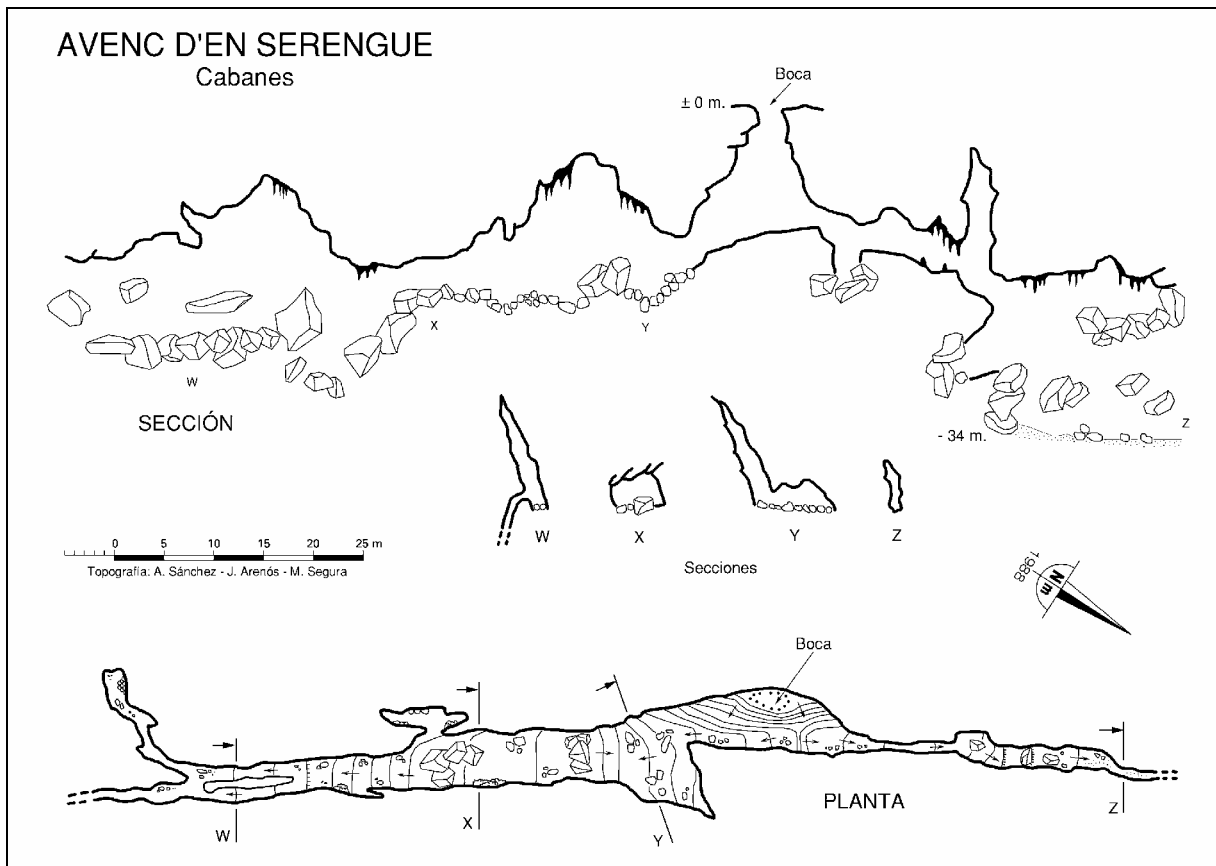 AVENC D'EN SERENGUE
Cabanes
Boca
± 0 m.
X
Y
W
SECCIÓN
Z
- 34 m.
W
X
Y
Z
Secciones
0 5 10 15 20 25 m
Topografía: A. Sánchez - J. Arenós - M. Segura
1988
N m
Boca
PLANTA
W
X
Y
Z